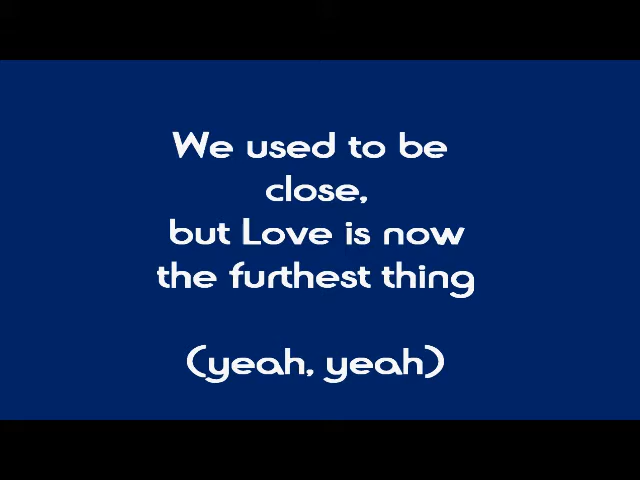 We used to be
close,
but Love is now
the furthest thing
(yeah, yeah)